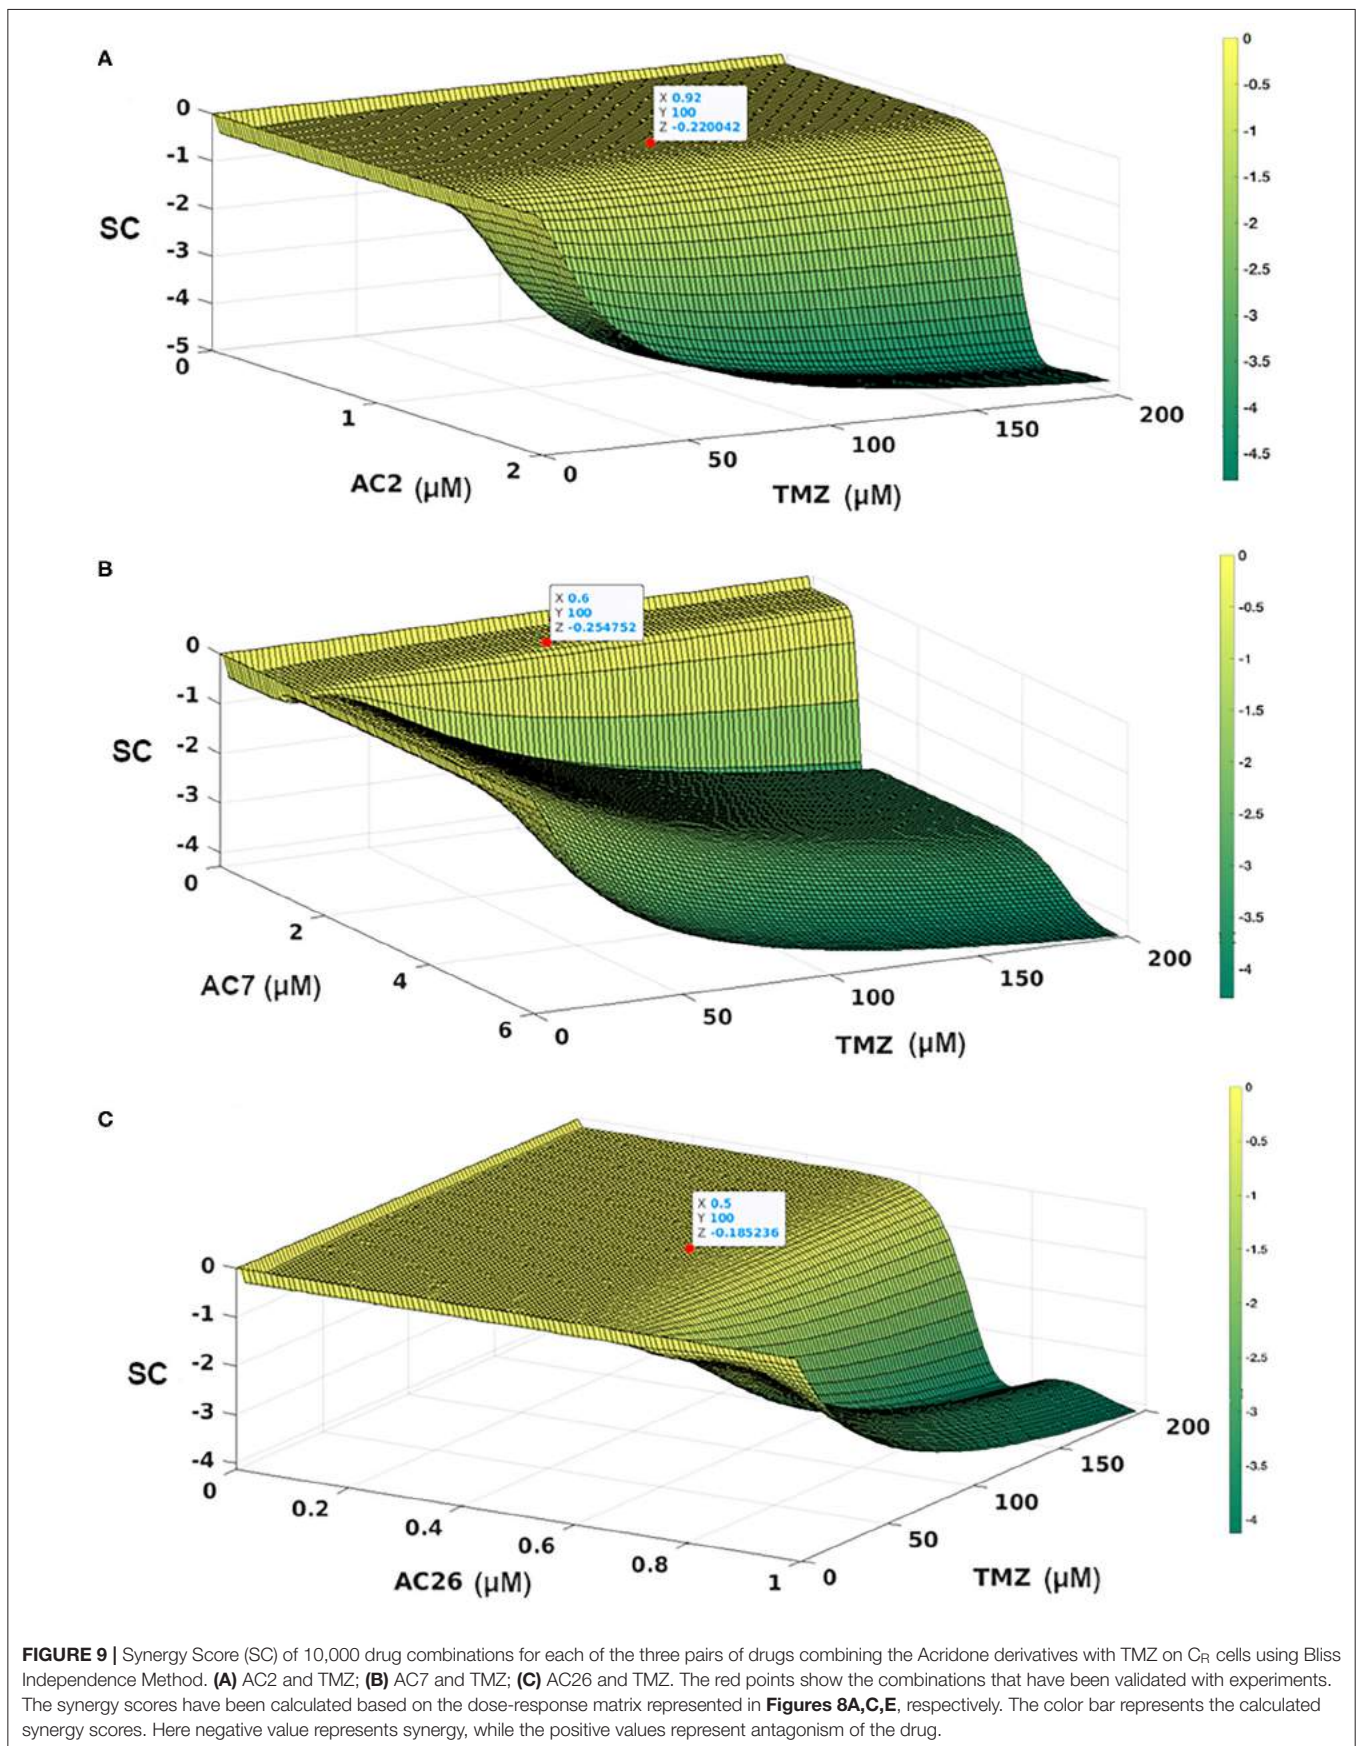 A
X 0.92
Y 100
Z -0.220042
0
-1
-2
-3
-4
-5
SC
0
1
2
AC2 (μM)
0
50
100
150
200
TMZ (μM)
0
-0.5
-1
-1.5
-2
-2.5
-3
-3.5
-4
-4.5
B
X 0.6
Y 100
Z -0.254752
0
-1
-2
-3
-4
SC
0
2
4
6
AC7 (μM)
0
50
100
150
200
TMZ (μM)
0
-0.5
-1
-1.5
-2
-2.5
-3
-3.5
-4
C
X 0.5
Y 100
Z -0.185236
0
-1
-2
-3
-4
SC
0
0.2
0.4
0.6
0.8
1
AC26 (μM)
0
50
100
150
200
TMZ (μM)
0
-0.5
-1
-1.5
-2
-2.5
-3
-3.5
-4
FIGURE 9 | Synergy Score (SC) of 10,000 drug combinations for each of the three pairs of drugs combining the Acridone derivatives with TMZ on CR cells using Bliss
Independence Method. (A) AC2 and TMZ; (B) AC7 and TMZ; (C) AC26 and TMZ. The red points show the combinations that have been validated with experiments.
The synergy scores have been calculated based on the dose-response matrix represented in Figures 8A,C,E, respectively. The color bar represents the calculated
synergy scores. Here negative value represents synergy, while the positive values represent antagonism of the drug.